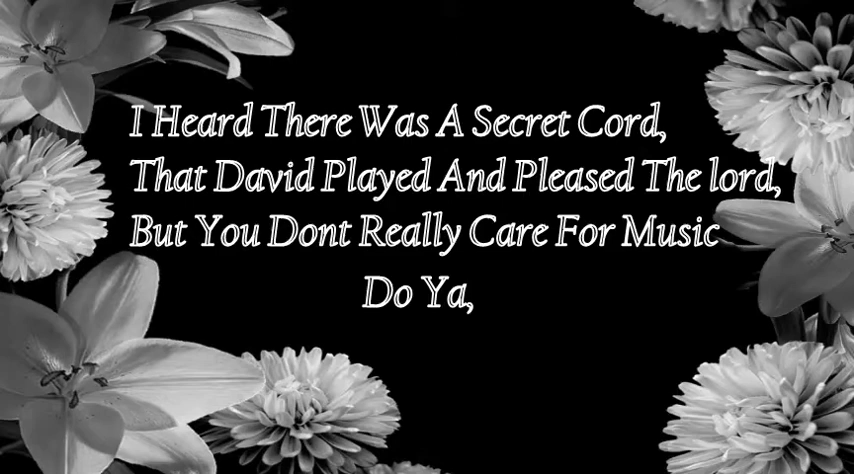 I Heard There Was A Secret Cord,
That David Played And Pleased The lord,
But You Dont Really Care For Music
Do Ya,